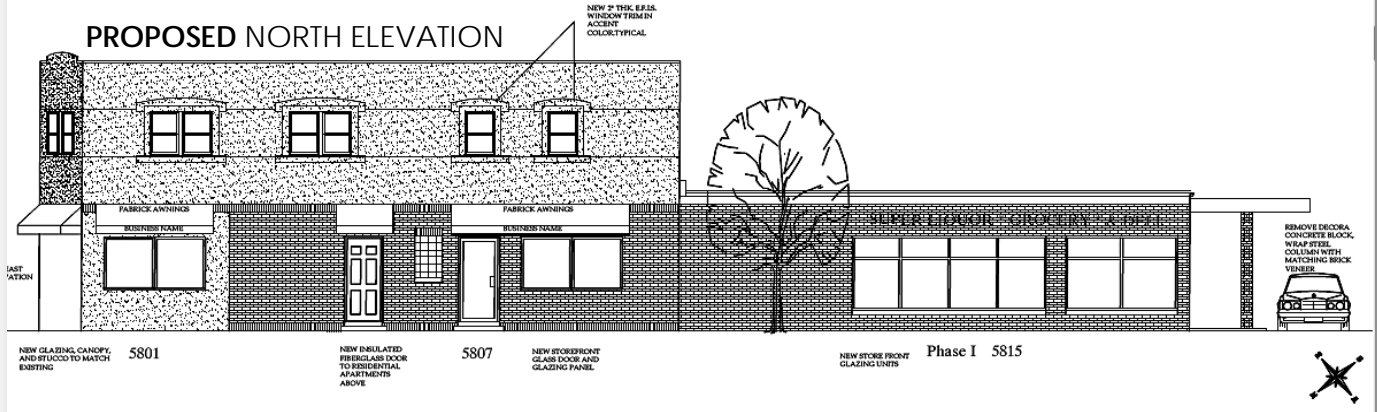 PROPOSED NORTH ELEVATION
NEW 2" THK. E.F.I.S.
WINDOW TRIM IN
ACCENT
COLOR.TYPICAL
FABRICK AWNINGS
BUSINESS NAME
FABRICK AWNINGS
BUSINESS NAME
SUPER LIQUOR GROCERY & DELI
REMOVE DECORA
CONCRETE BLOCK,
WRAP STEEL
COLUMN WITH
MATCHING BRICK
VENEER
EAST
NEW GLAZING, CANOPY,
AND STUCCO TO MATCH
EXISTING
5801
NEW INSULATED
FIBERGLASS DOOR
TO RESIDENTIAL
APARTMENTS
ABOVE
5807
NEW STOREFRONT
GLASS DOOR AND
GLAZING PANEL
NEW STORE FRONT
GLAZING UNITS
Phase I 5815